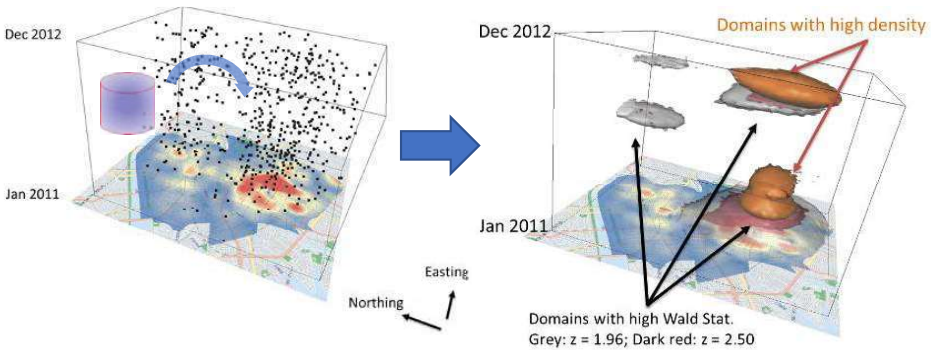 Dec 2012
Jan 2011
Easting
Northing
Domains with high density
Dec 2012
Jan 2011
Domains with high Wald Stat.
Grey: z = 1.96; Dark red: z = 2.50